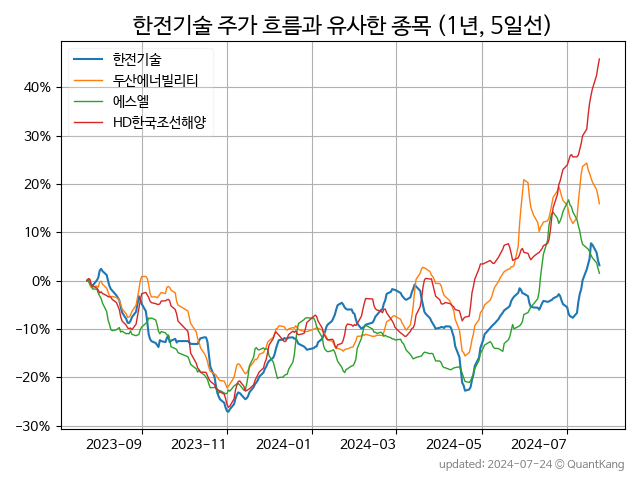 한전기술 주가 흐름과 유사한 종목 (1년, 5일선)
한전기술
두산에너빌리티
에스엘
HD한국조선해양
40%
30%
20%
10%
0%
−10%
−20%
−30%
2023-09 2023-11 2024-01 2024-03 2024-05 2024-07
updated: 2024-07-24 © QuantKang